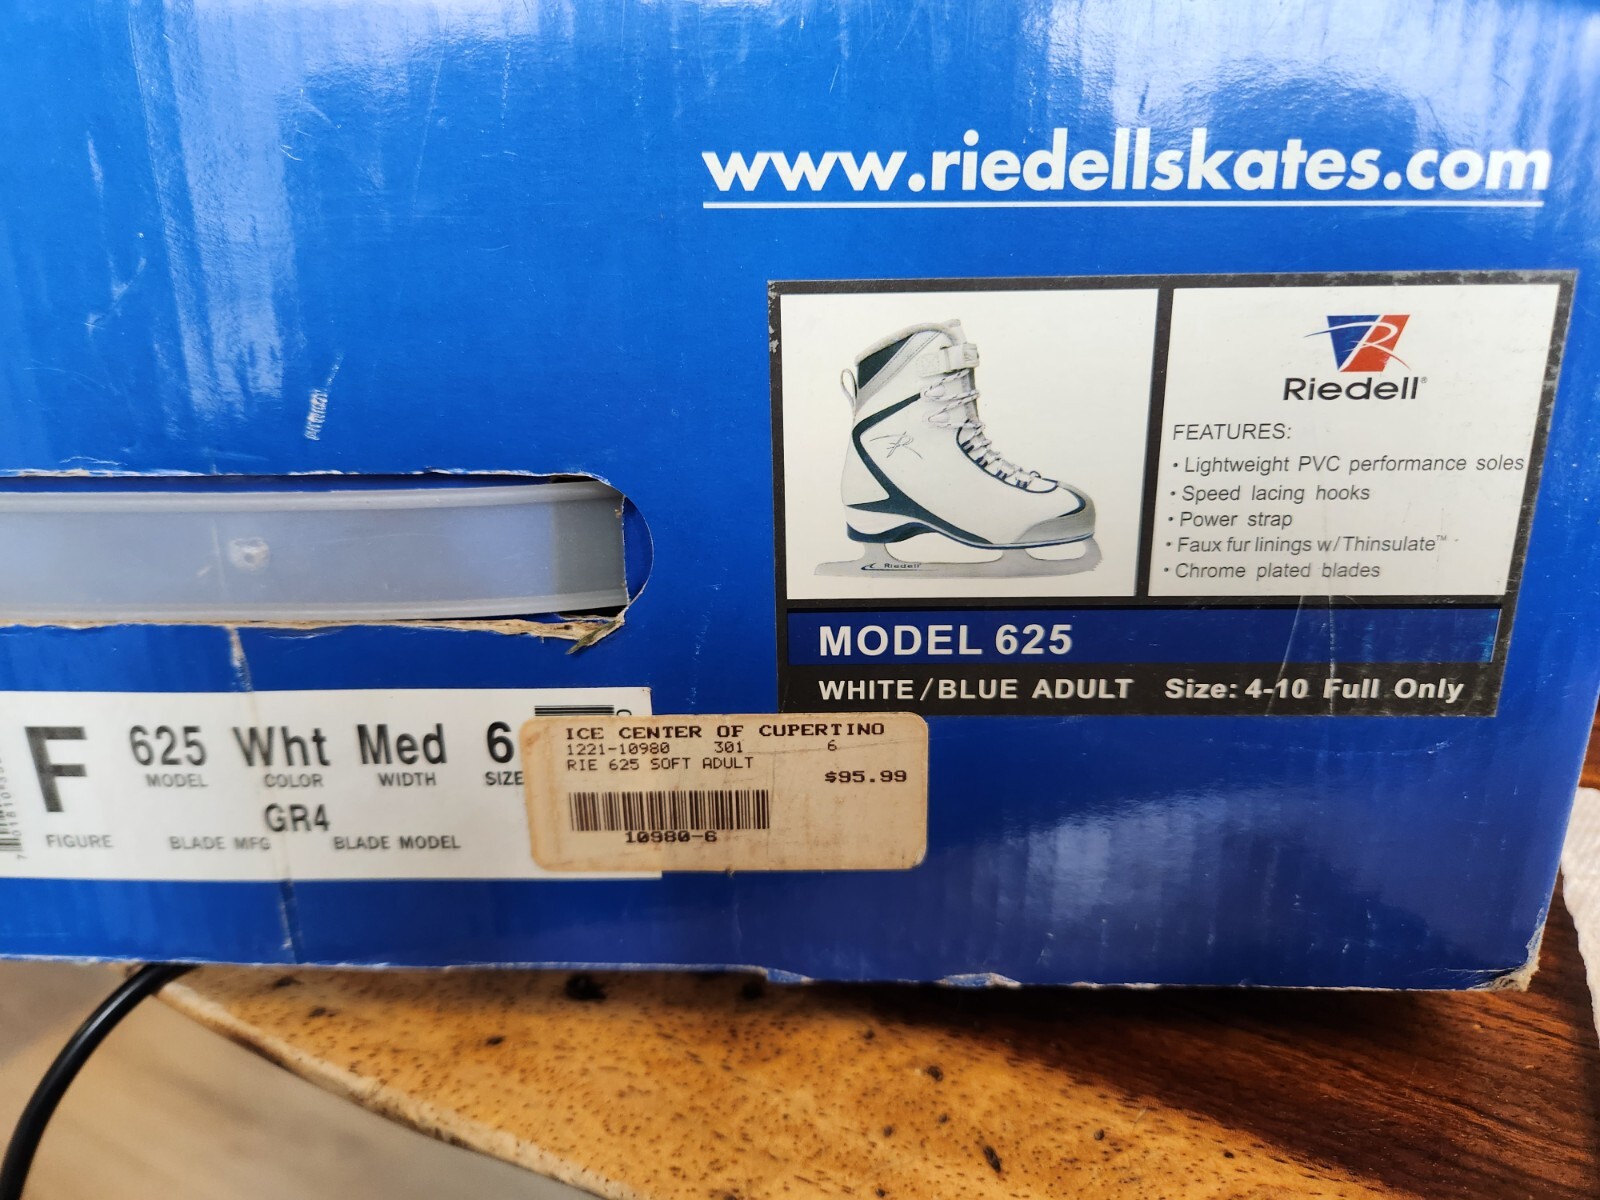 www.riedellskates.com
Riedell
Riedell®
FEATURES:
• Lightweight PVC performance soles
• Speed lacing hooks
• Power strap
• Faux fur linings w/Thinsulate™
• Chrome plated blades
MODEL 625
WHITE/BLUE ADULT Size: 4-10 Full Only
F 625 Wht Med 6
MODEL COLOR WIDTH SIZE
GR4
FIGURE BLADE MFG BLADE MODEL
ICE CENTER OF CUPERTINO
1221-10980 301 6
RIE 625 SOFT ADULT
$95.99
10980-6